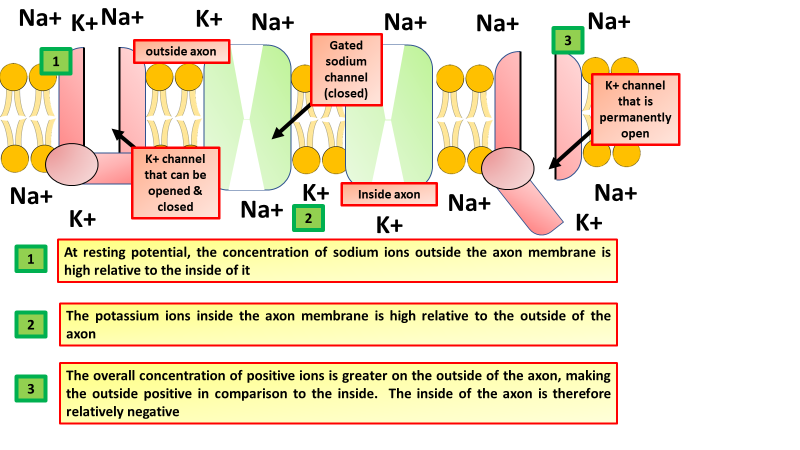 Na+ K+ Na+ K+ Na+ Na+ Na+ Na+
1
outside axon
Gated
sodium
channel
(closed)
3
K+ channel
that is
permanently
open
K+ channel
that can be
opened &
closed
Inside axon
Na+ K+ Na+ K+ K+ Na+ Na+ K+
2
1
At resting potential, the concentration of sodium ions outside the axon membrane is
high relative to the inside of it
2
The potassium ions inside the axon membrane is high relative to the outside of the
axon
3
The overall concentration of positive ions is greater on the outside of the axon, making
the outside positive in comparison to the inside. The inside of the axon is therefore
relatively negative